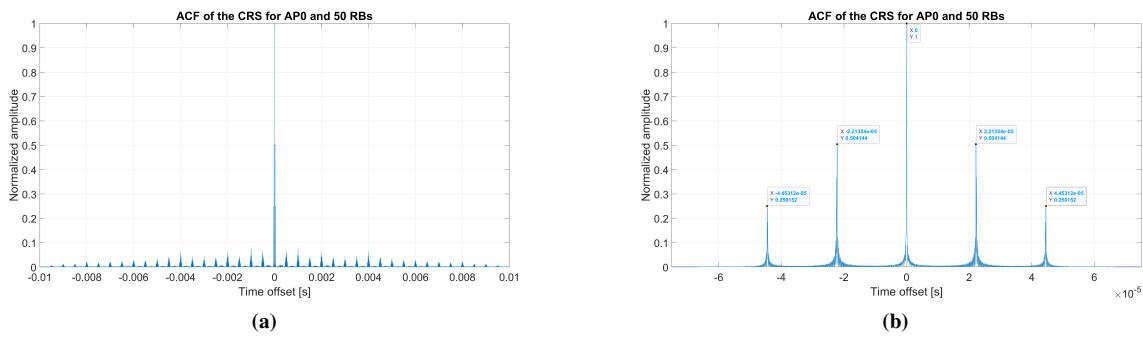 ACF of the CRS for AP0 and 50 RBs
Normalized amplitude
1
0.9
0.8
0.7
0.6
0.5
0.4
0.3
0.2
0.1
0
-0.01 -0.008 -0.006 -0.004 -0.002 0 0.002 0.004 0.006 0.008 0.01
Time offset [s]
(a)
ACF of the CRS for AP0 and 50 RBs
Normalized amplitude
1
0.9
0.8
0.7
0.6
0.5
0.4
0.3
0.2
0.1
0
X 0
Y 1
X -2.21354e-05
Y 0.504144
X 2.21354e-05
Y 0.504144
X -4.45312e-05
Y 0.250152
X 4.45312e-05
Y 0.250152
-6 -4 -2 0 2 4 6
×10-5
Time offset [s]
(b)